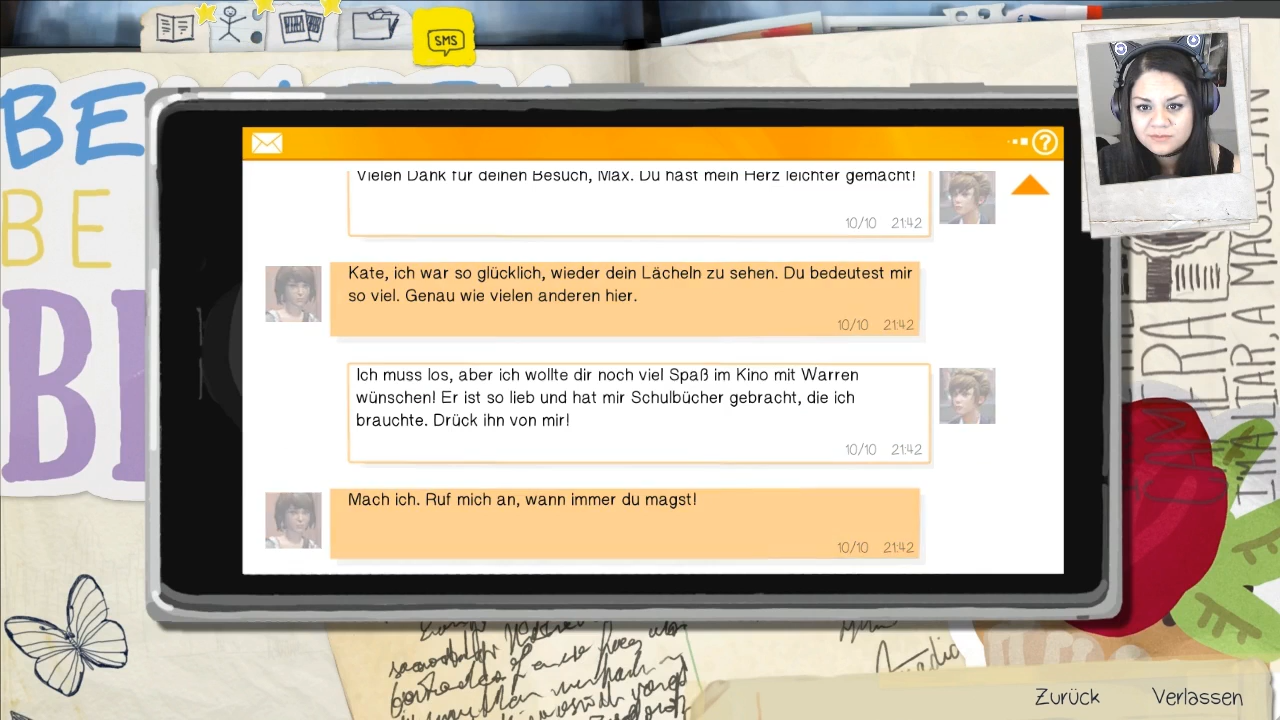 SMS
BE
BE
Vielen Dank für deinen Besuch, Max. Du hast mein Herz leichter gemacht!
10/10 21:42
Kate, ich war so glücklich, wieder dein Lächeln zu sehen. Du bedeutest mir
so viel. Genau wie vielen anderen hier.
10/10 21:42
Ich muss los, aber ich wollte dir noch viel Spaß im Kino mit Warren
wünschen! Er ist so lieb und hat mir Schulbücher gebracht, die ich
brauchte. Drück ihn von mir!
10/10 21:42
Mach ich. Ruf mich an, wann immer du magst!
10/10 21:42
CAMERA
I'M A LIAR, A MAGICIAN
Zurück Verlassen